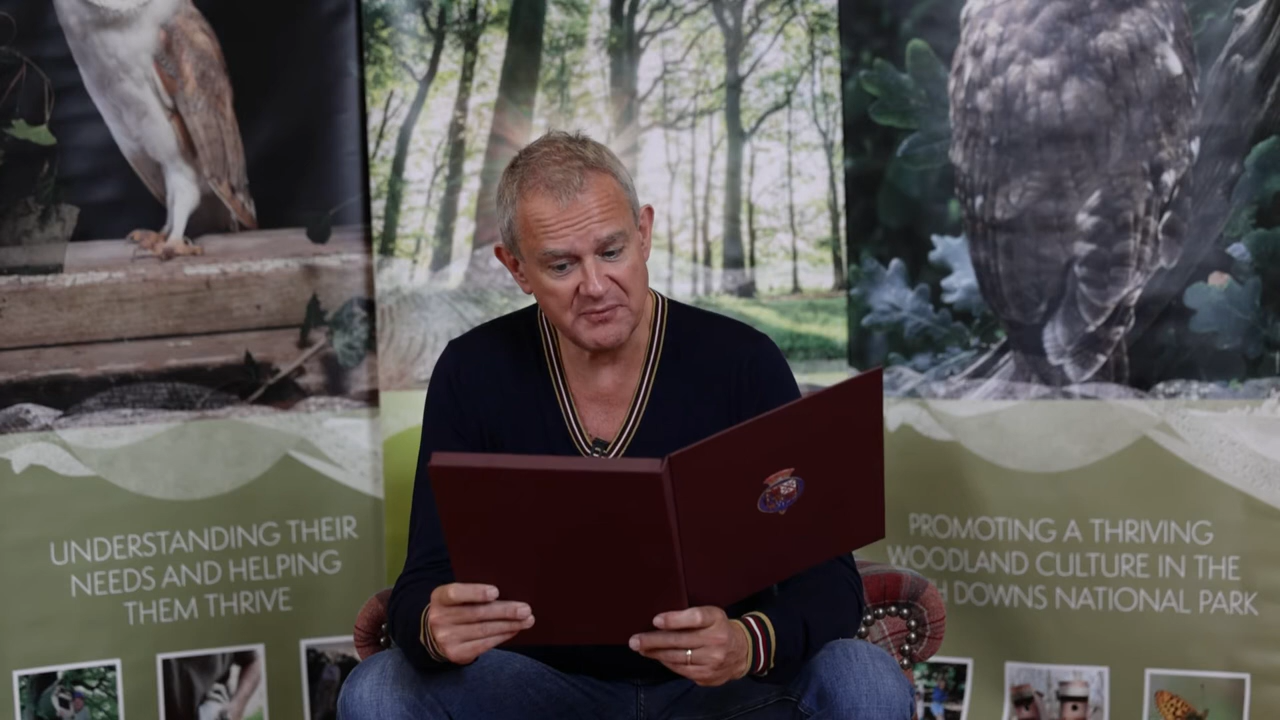 UNDERSTANDING THEIR
NEEDS AND HELPING
THEM THRIVE
PROMOTING A THRIVING
WOODLAND CULTURE IN THE
DOWNS NATIONAL PARK